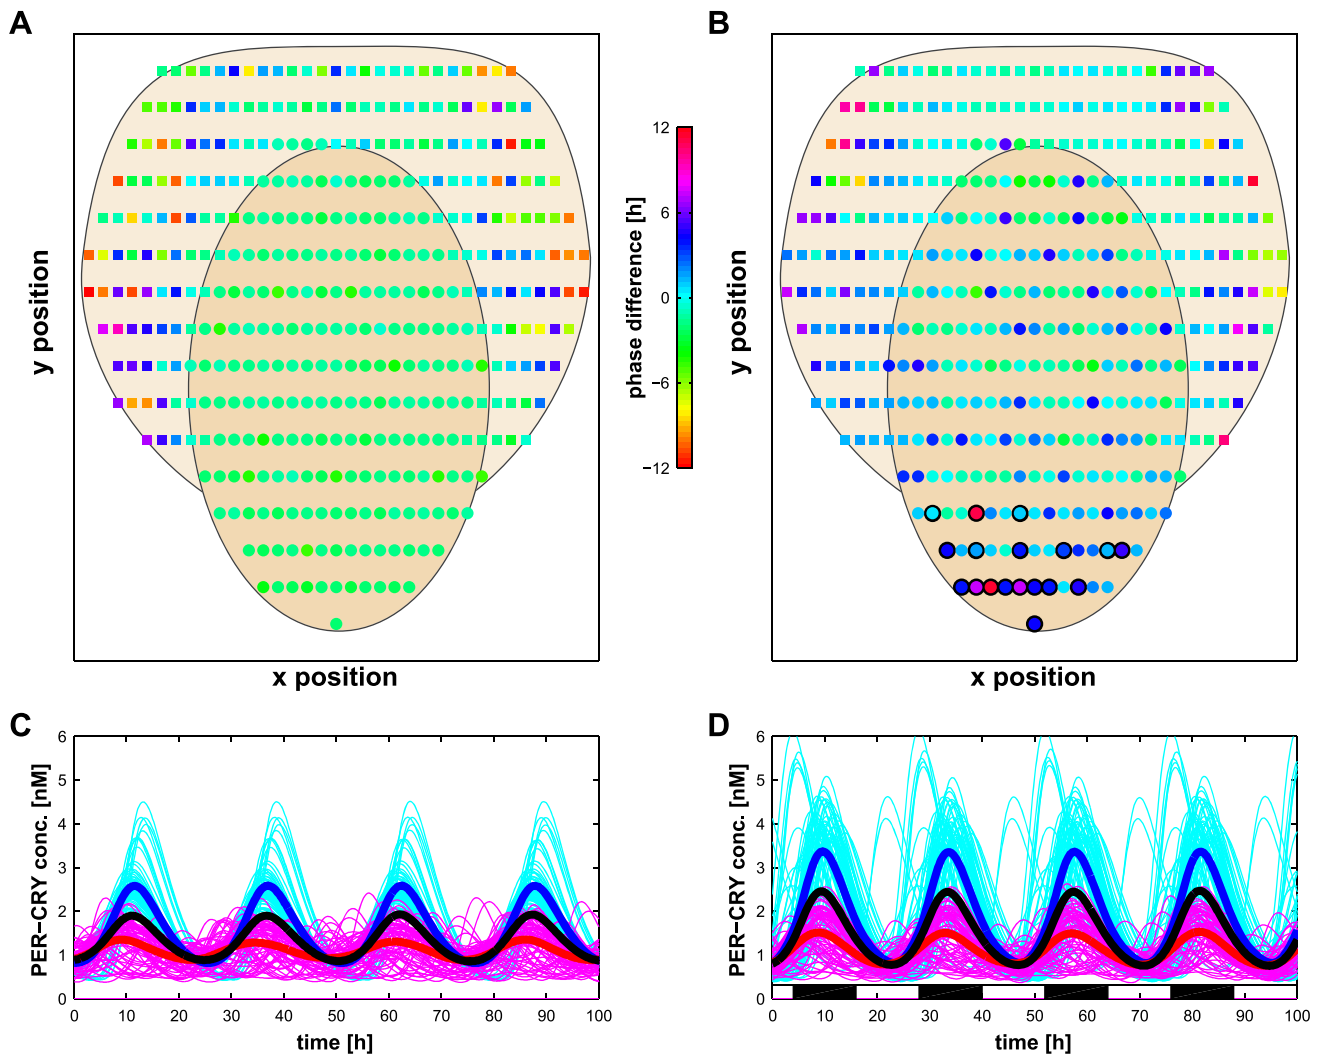 A
B
y position
x position
12
6
0
−6
−12
phase difference [h]
y position
x position
C
D
PER−CRY conc. [nM]
6
5
4
3
2
1
0
0 10 20 30 40 50 60 70 80 90 100
time [h]
PER−CRY conc. [nM]
6
5
4
3
2
1
0
0 10 20 30 40 50 60 70 80 90 100
time [h]